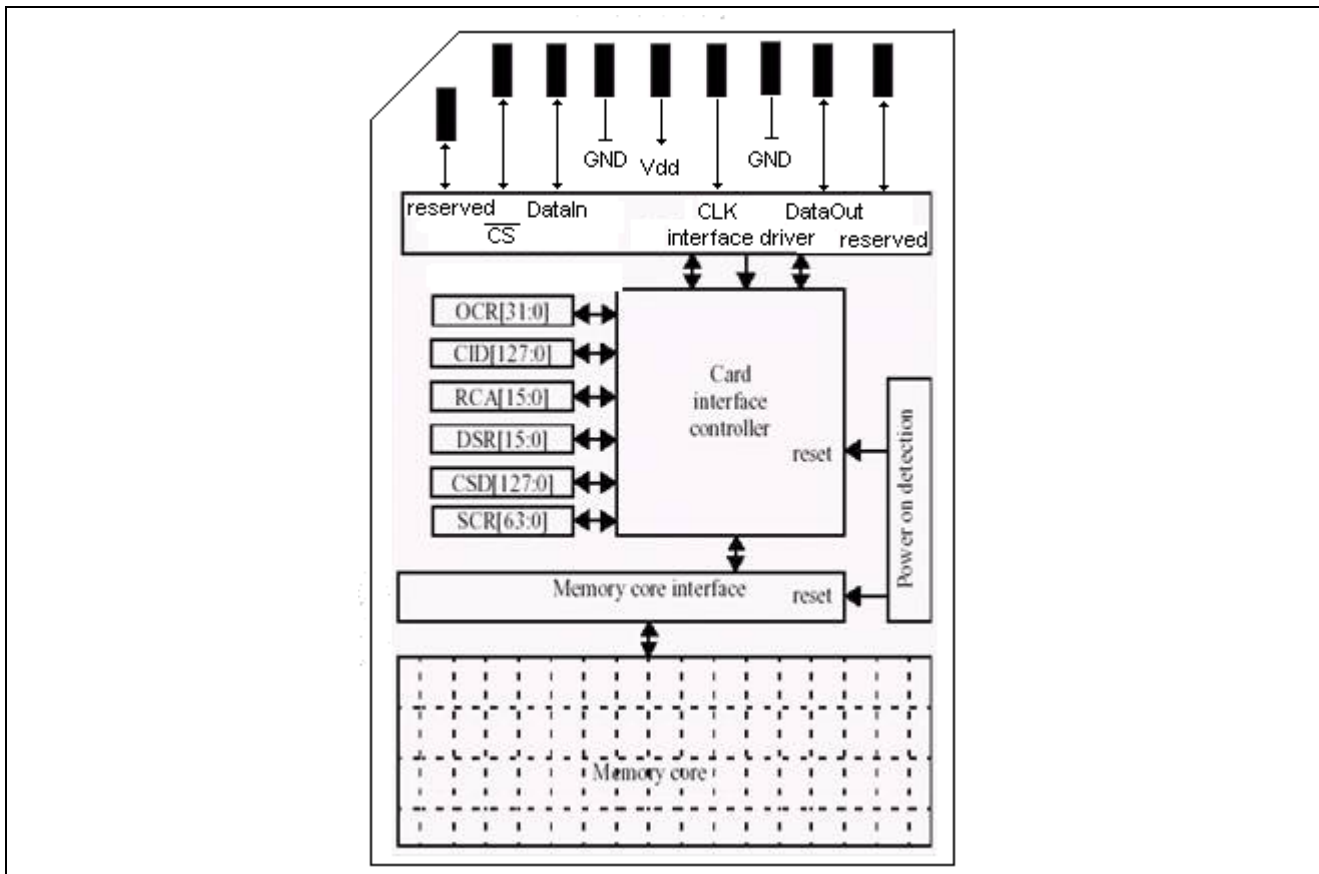 GND
Vdd
GND
reserved
DataIn
CLK
DataOut
CS
interface driver
reserved
OCR[31:0]
CID[127:0]
RCA[15:0]
DSR[15:0]
CSD[127:0]
SCR[63:0]
Card
interface
controller
reset
Power on detection
Memory core interface
reset
Memory core